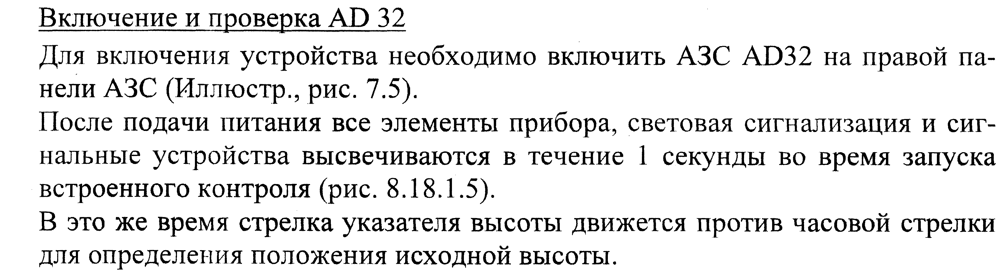 Включение и проверка AD 32
Для включения устройства необходимо включить АЗС AD32 на правой па-
нели АЗС (Иллюстр., рис. 7.5).
После подачи питания все элементы прибора, световая сигнализация и сиг-
нальные устройства высвечиваются в течение 1 секунды во время запуска
встроенного контроля (рис. 8.18.1.5).
В это же время стрелка указателя высоты движется против часовой стрелки
для определения положения исходной высоты.